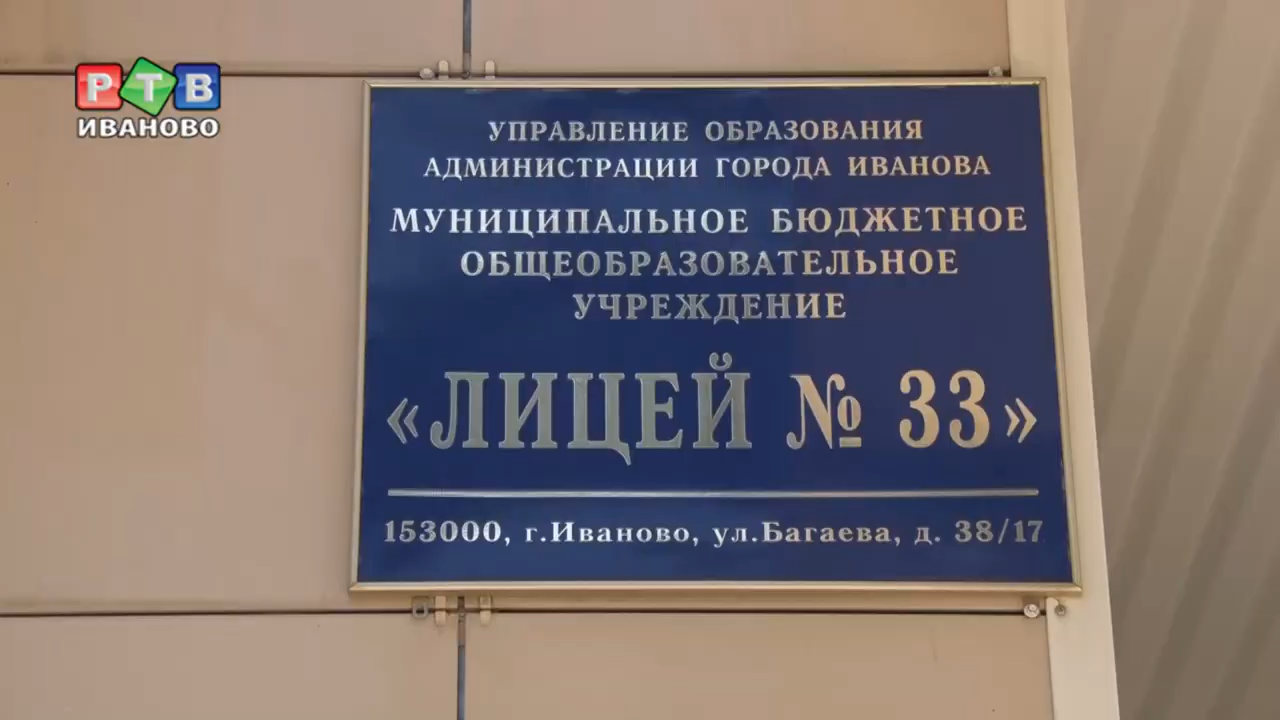 РТВ
ИВАНОВО
УПРАВЛЕНИЕ ОБРАЗОВАНИЯ
АДМИНИСТРАЦИИ ГОРОДА ИВАНОВА
МУНИЦИПАЛЬНОЕ БЮДЖЕТНОЕ
ОБЩЕОБРАЗОВАТЕЛЬНОЕ
УЧРЕЖДЕНИЕ
«ЛИЦЕЙ № 33»
153000, г.Иваново, ул.Багаева, д. 38/17